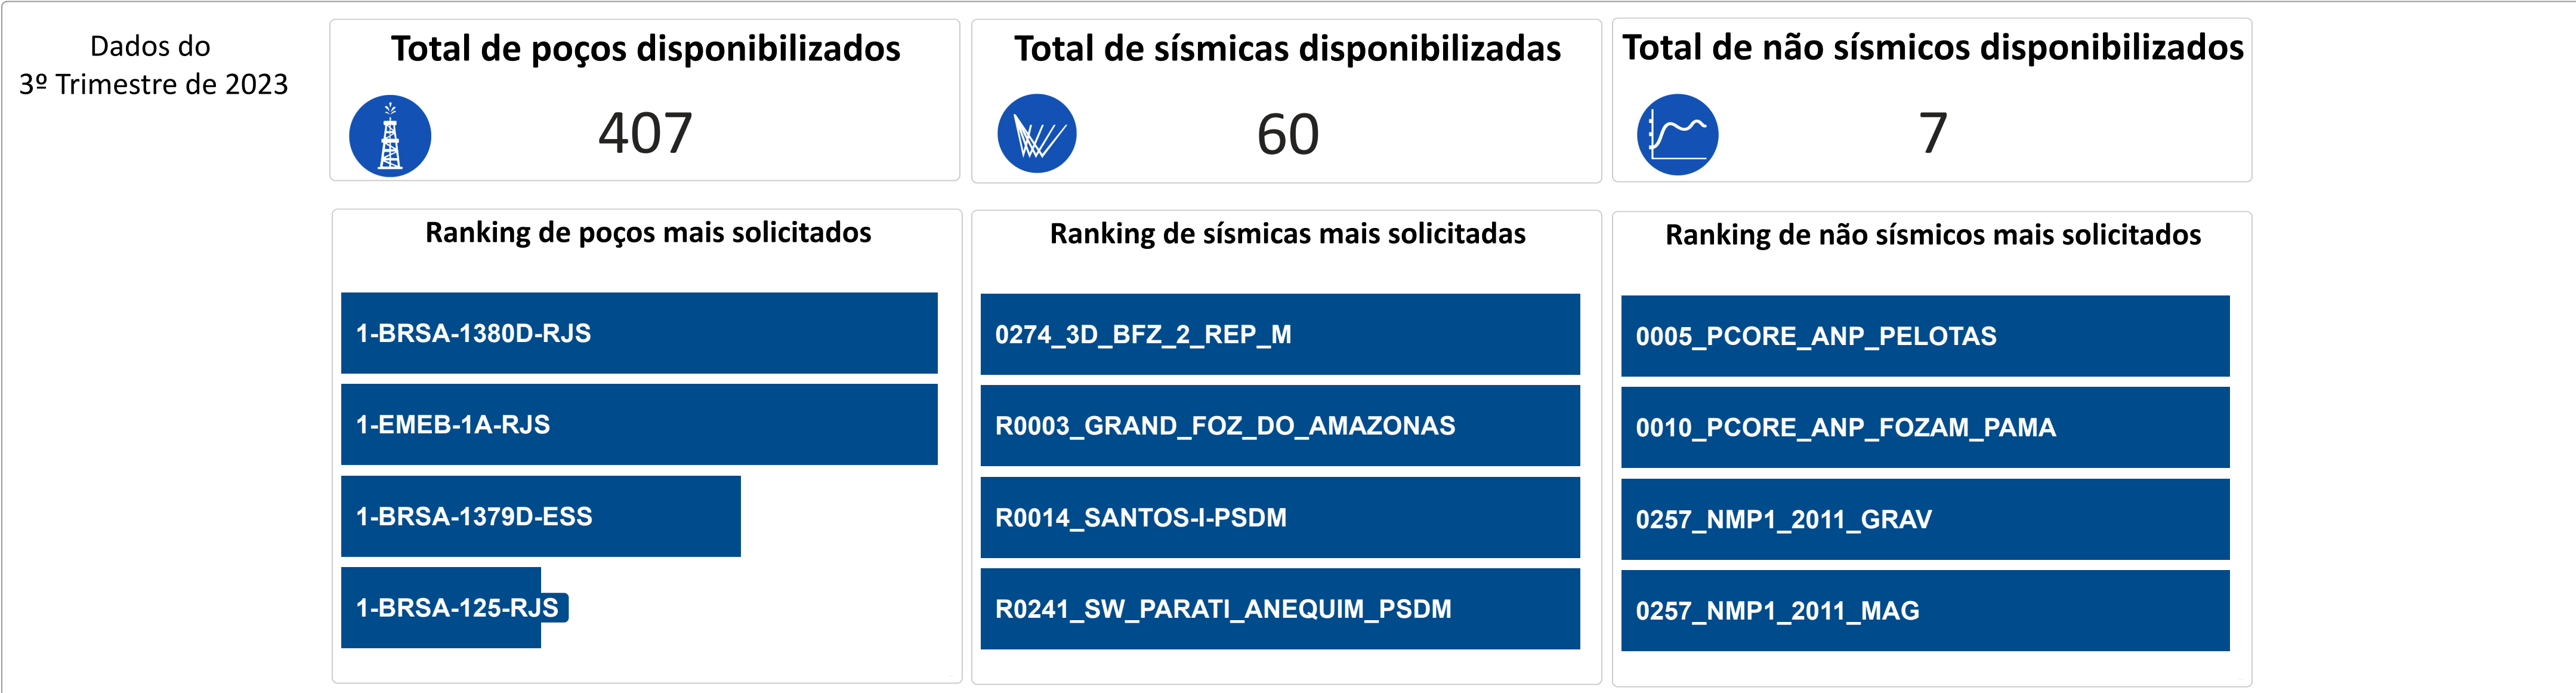 Dados do
3º Trimestre de 2023
Total de poços disponibilizados
407
Total de sísmicas disponibilizadas
60
Total de não sísmicos disponibilizados
7
Ranking de poços mais solicitados
1-BRSA-1380D-RJS
1-EMEB-1A-RJS
1-BRSA-1379D-ESS
1-BRSA-125-RJS
Ranking de sísmicas mais solicitadas
0274_3D_BFZ_2_REP_M
R0003_GRAND_FOZ_DO_AMAZONAS
R0014_SANTOS-I-PSDM
R0241_SW_PARATI_ANEQUIM_PSDM
Ranking de não sísmicos mais solicitados
0005_PCORE_ANP_PELOTAS
0010_PCORE_ANP_FOZAM_PAMA
0257_NMP1_2011_GRAV
0257_NMP1_2011_MAG